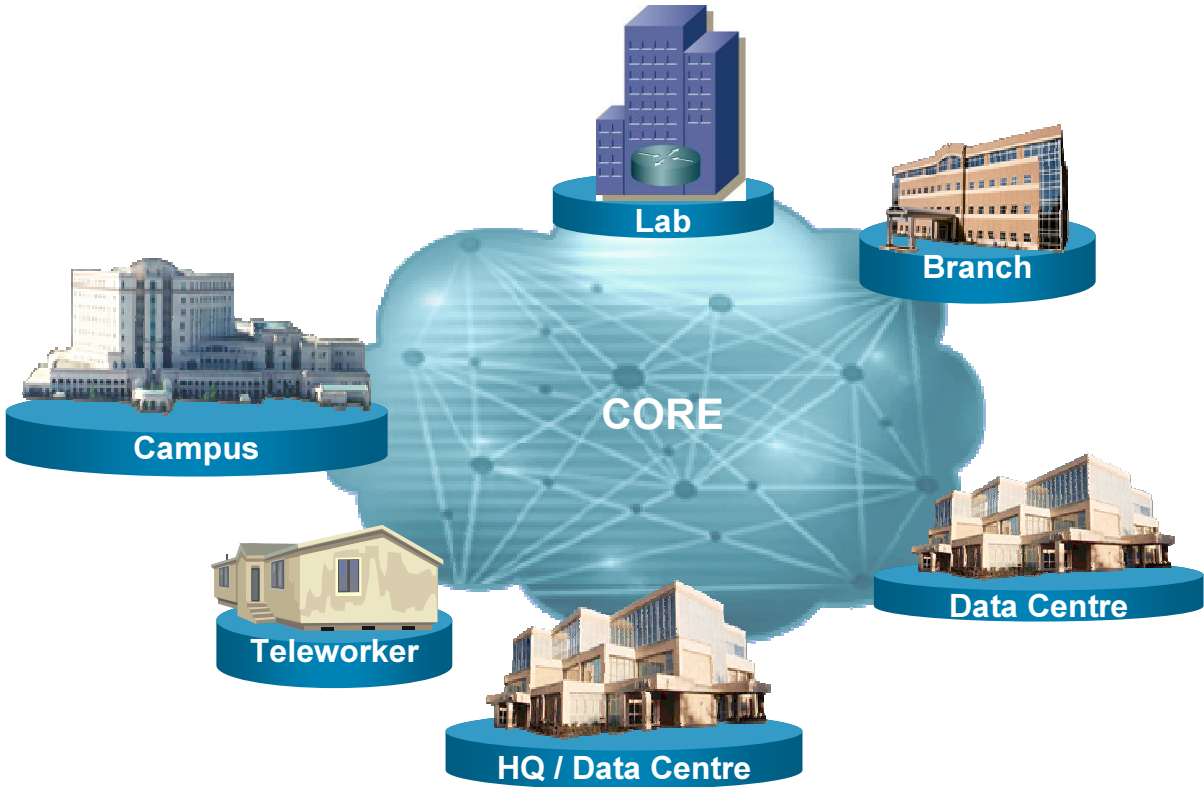 Lab
Branch
CORE
Campus
Data Centre
Teleworker
HQ / Data Centre